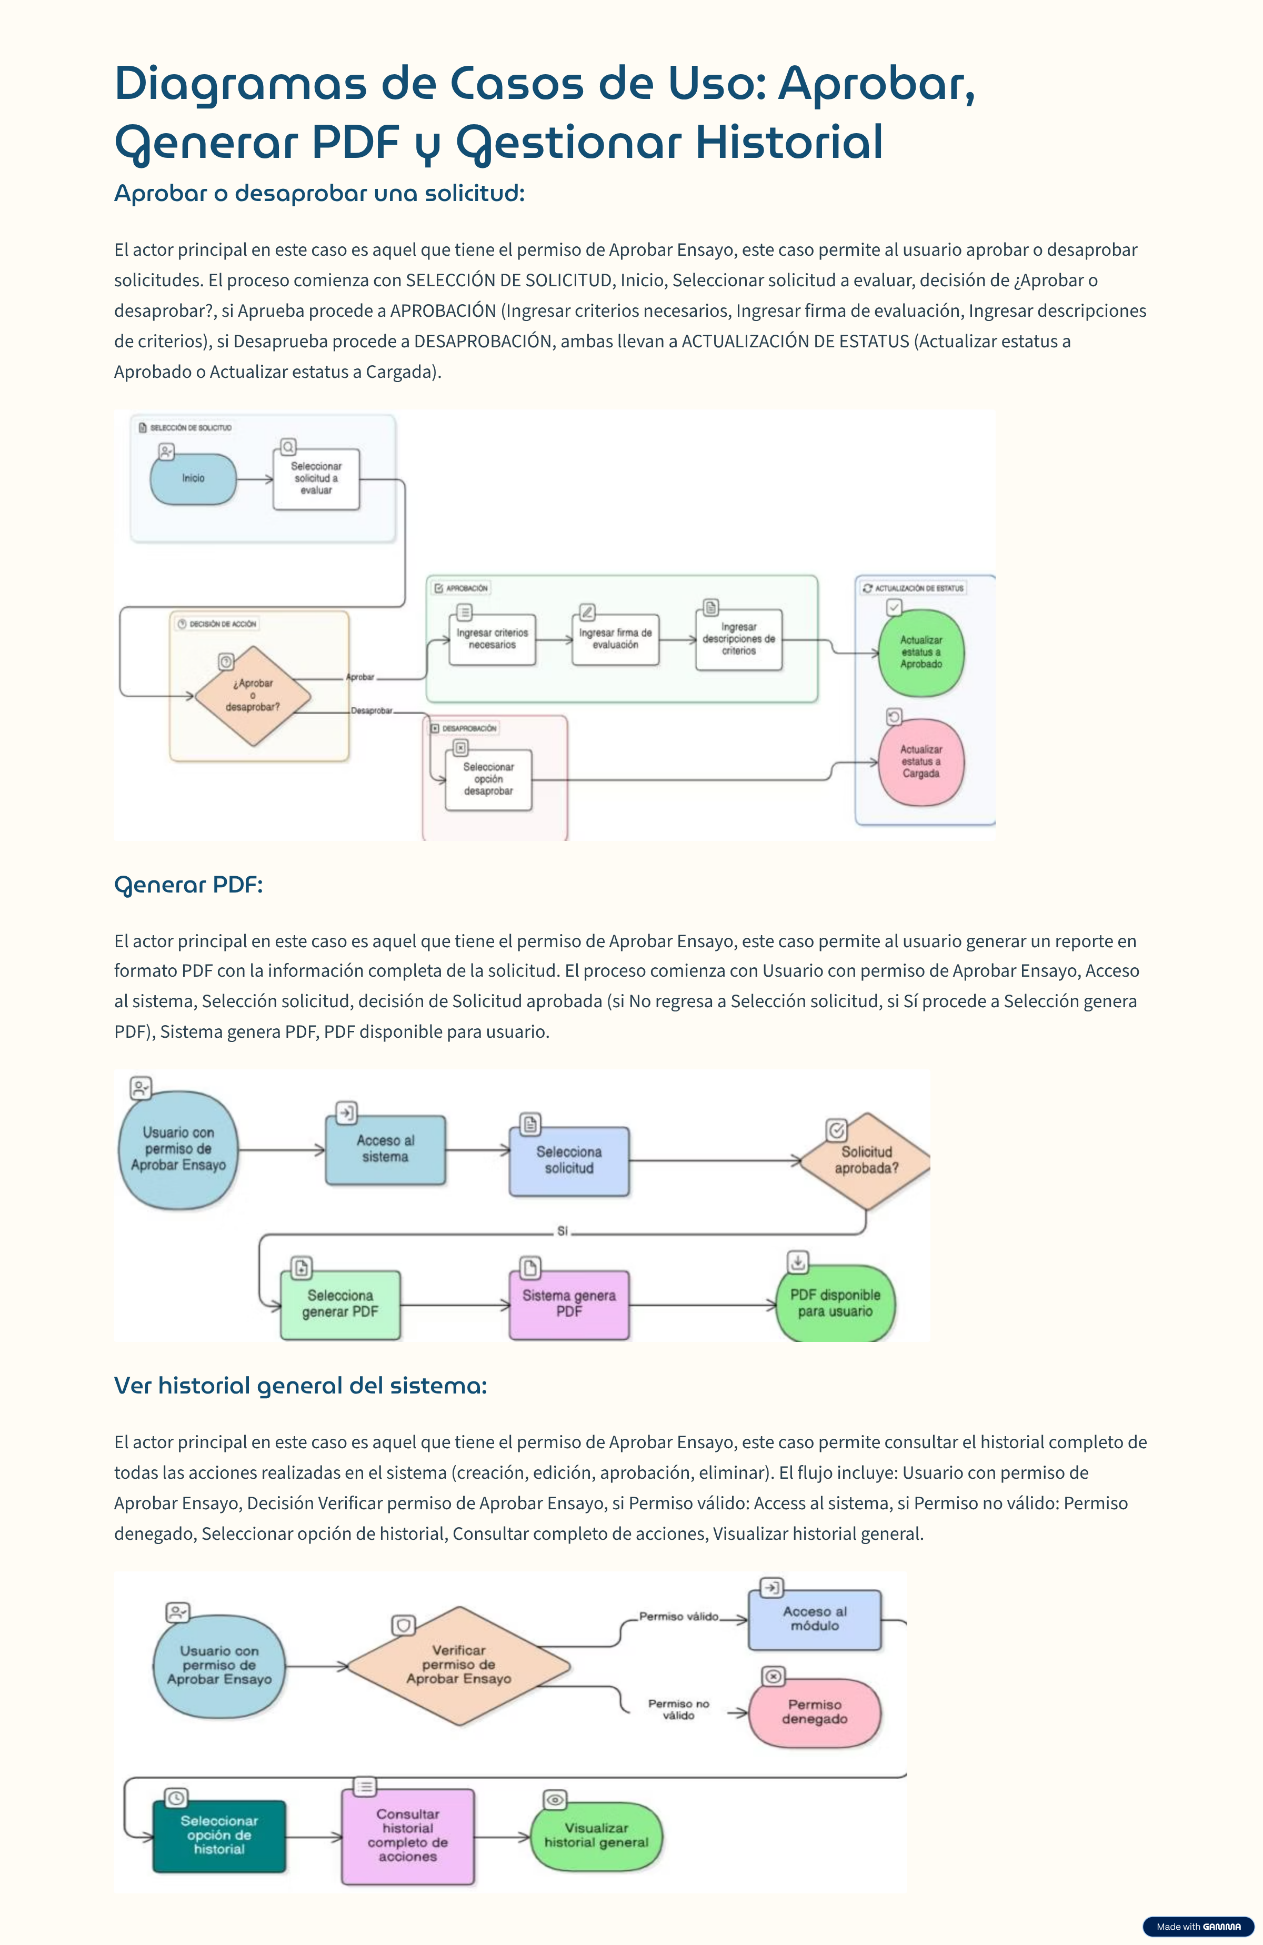 Diagramas de Casos de Uso: Aprobar,
Generar PDF y Gestionar Historial
Aprobar o desaprobar una solicitud:
El actor principal en este caso es aquel que tiene el permiso de Aprobar Ensayo, este caso permite al usuario aprobar o desaprobar
solicitudes. El proceso comienza con SELECCIÓN DE SOLICITUD, Inicio, Seleccionar solicitud a evaluar, decisión de ¿Aprobar o
desaprobar?, si Aprueba procede a APROBACIÓN (Ingresar criterios necesarios, Ingresar firma de evaluación, Ingresar descripciones
de criterios), si Desaprueba procede a DESAPROBACIÓN, ambas llevan a ACTUALIZACIÓN DE ESTATUS (Actualizar estatus a
Aprobado o Actualizar estatus a Cargada).
SELECCIÓN DE SOLICITUD
Inicio
Seleccionar
solicitud a
evaluar
DECISIÓN DE ACCIÓN
¿Aprobar
o
desaprobar?
Aprobar
Desaprobar
APROBACIÓN
Ingresar criterios
necesarios
Ingresar firma de
evaluación
Ingresar
descripciones de
criterios
DESAPROBACIÓN
Seleccionar
opción
desaprobar
ACTUALIZACIÓN DE ESTATUS
Actualizar
estatus a
Aprobado
Actualizar
estatus a
Cargada
Generar PDF:
El actor principal en este caso es aquel que tiene el permiso de Aprobar Ensayo, este caso permite al usuario generar un reporte en
formato PDF con la información completa de la solicitud. El proceso comienza con Usuario con permiso de Aprobar Ensayo, Acceso
al sistema, Selección solicitud, decisión de Solicitud aprobada (si No regresa a Selección solicitud, si Sí procede a Selección genera
PDF), Sistema genera PDF, PDF disponible para usuario.
Usuario con
permiso de
Aprobar Ensayo
Acceso al
sistema
Selecciona
solicitud
Solicitud
aprobada?
Si
Selecciona
generar PDF
Sistema genera
PDF
PDF disponible
para usuario
Ver historial general del sistema:
El actor principal en este caso es aquel que tiene el permiso de Aprobar Ensayo, este caso permite consultar el historial completo de
todas las acciones realizadas en el sistema (creación, edición, aprobación, eliminar). El flujo incluye: Usuario con permiso de
Aprobar Ensayo, Decisión Verificar permiso de Aprobar Ensayo, si Permiso válido: Access al sistema, si Permiso no válido: Permiso
denegado, Seleccionar opción de historial, Consultar completo de acciones, Visualizar historial general.
Usuario con
permiso de
Aprobar Ensayo
Verificar
permiso de
Aprobar Ensayo
Permiso válido
Acceso al
módulo
Permiso no
válido
Permiso
denegado
Seleccionar
opción de
historial
Consultar
historial
completo de
acciones
Visualizar
historial general
Made with GAMMA